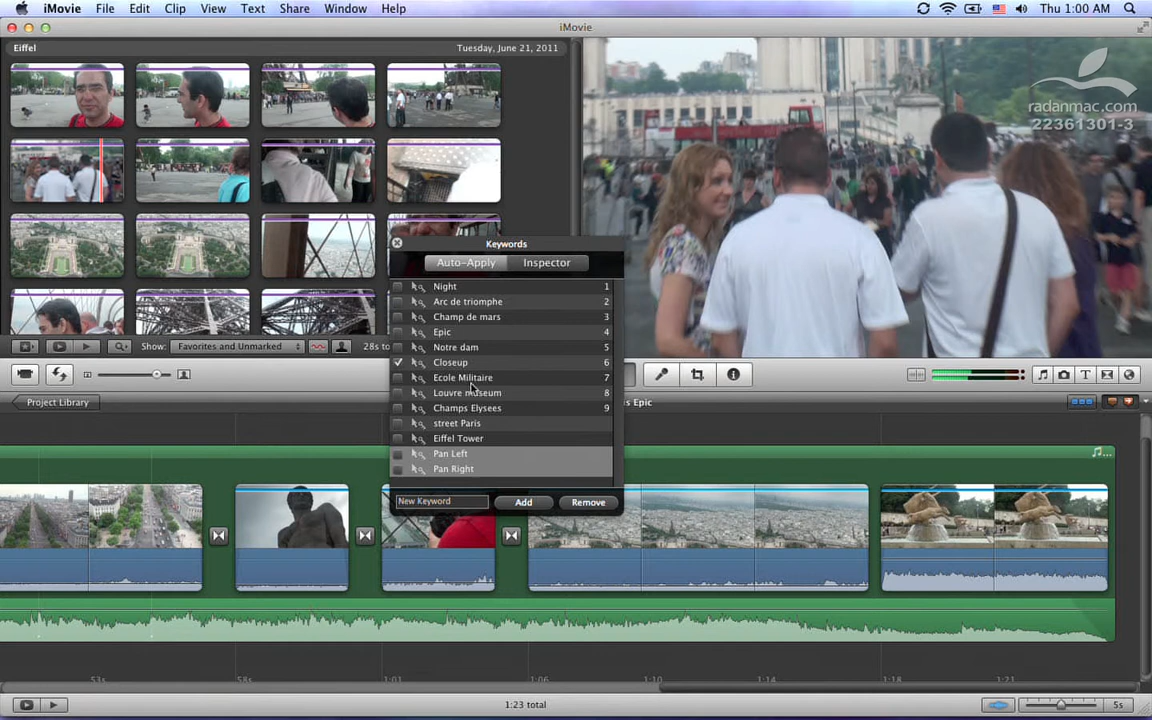 iMovie File Edit Clip View Text Share Window Help Thu 1:00 AM
iMovie
Eiffel Tuesday, June 21, 2011
radanmac.com
22361301-3
Keywords
Auto-Apply Inspector
Night 1
Arc de triomphe 2
Champ de mars 3
Epic 4
Notre dam 5
Closeup 6
Ecole Militaire 7
Louvre museum 8
Champs Elysees 9
street Paris
Eiffel Tower
Pan Left
Pan Right
New Keyword Add Remove
Show: Favorites and Unmarked 28s to
Project Library s Epic
53s 58s 1:01 1:06 1:14 1:18 1:21
1:23 total 5s